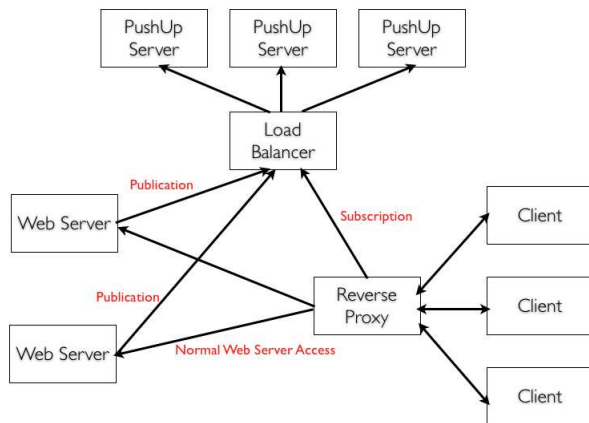 PushUp
Server
PushUp
Server
PushUp
Server
Load
Balancer
Publication
Subscription
Web Server
Client
Publication
Reverse
Proxy
Client
Web Server
Normal Web Server Access
Client